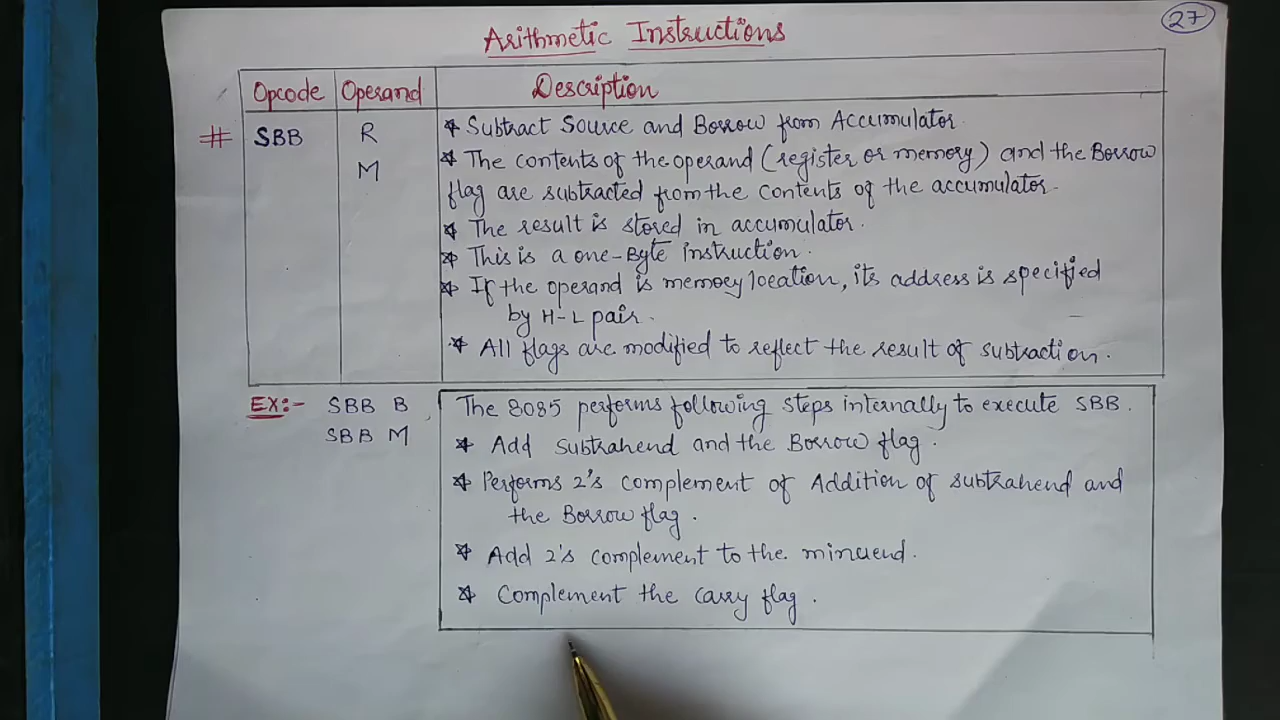 27
Arithmetic Instructions
Opcode Operand Description
# SBB R * Subtract Source and Borrow from Accumulator.
M * The contents of the operand (register or memory) and the Borrow
flag are subtracted from the contents of the accumulator.
* The result is stored in accumulator.
* This is a one-Byte instruction.
* If the operand is memory location, its address is specified
by H-L pair.
* All flags are modified to reflect the result of subtraction.
EX:- SBB B The 8085 performs following steps internally to execute SBB.
SBB M * Add Subtrahend and the Borrow flag.
* Performs 2's complement of Addition of subtrahend and
the Borrow flag.
* Add 2's complement to the minuend.
* Complement the carry flag.